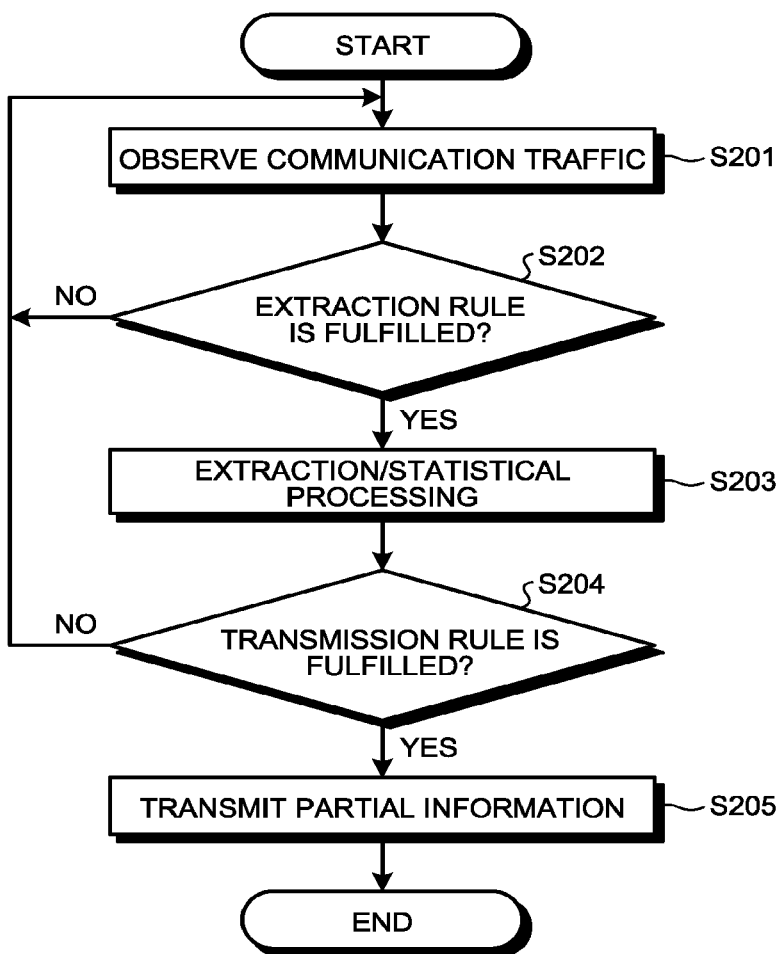 START
OBSERVE COMMUNICATION TRAFFIC
S201
S202
NO
EXTRACTION RULE
IS FULFILLED?
YES
EXTRACTION/STATISTICAL
PROCESSING
S203
S204
NO
TRANSMISSION RULE IS
FULFILLED?
YES
TRANSMIT PARTIAL INFORMATION
S205
END